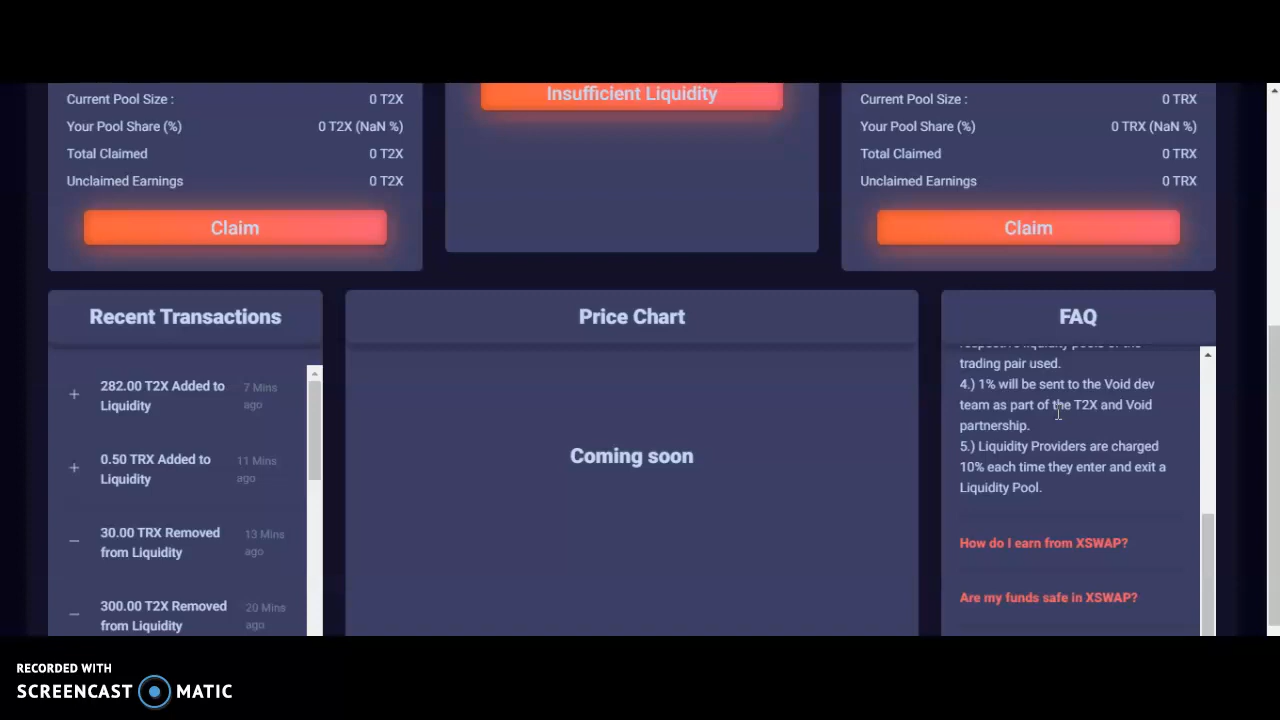 Current Pool Size : 0 T2X
Your Pool Share (%) 0 T2X (NaN %)
Total Claimed 0 T2X
Unclaimed Earnings 0 T2X
Claim
Insufficient Liquidity
Current Pool Size : 0 TRX
Your Pool Share (%) 0 TRX (NaN %)
Total Claimed 0 TRX
Unclaimed Earnings 0 TRX
Claim
Recent Transactions
282.00 T2X Added to
Liquidity
7 Mins
ago
0.50 TRX Added to
Liquidity
11 Mins
ago
30.00 TRX Removed
from Liquidity
13 Mins
ago
300.00 T2X Removed
from Liquidity
20 Mins
ago
Price Chart
Coming soon
FAQ
respective liquidity pools of the
trading pair used.
4.) 1% will be sent to the Void dev
team as part of the T2X and Void
partnership.
5.) Liquidity Providers are charged
10% each time they enter and exit a
Liquidity Pool.
How do I earn from XSWAP?
Are my funds safe in XSWAP?
RECORDED WITH
SCREENCAST MATIC